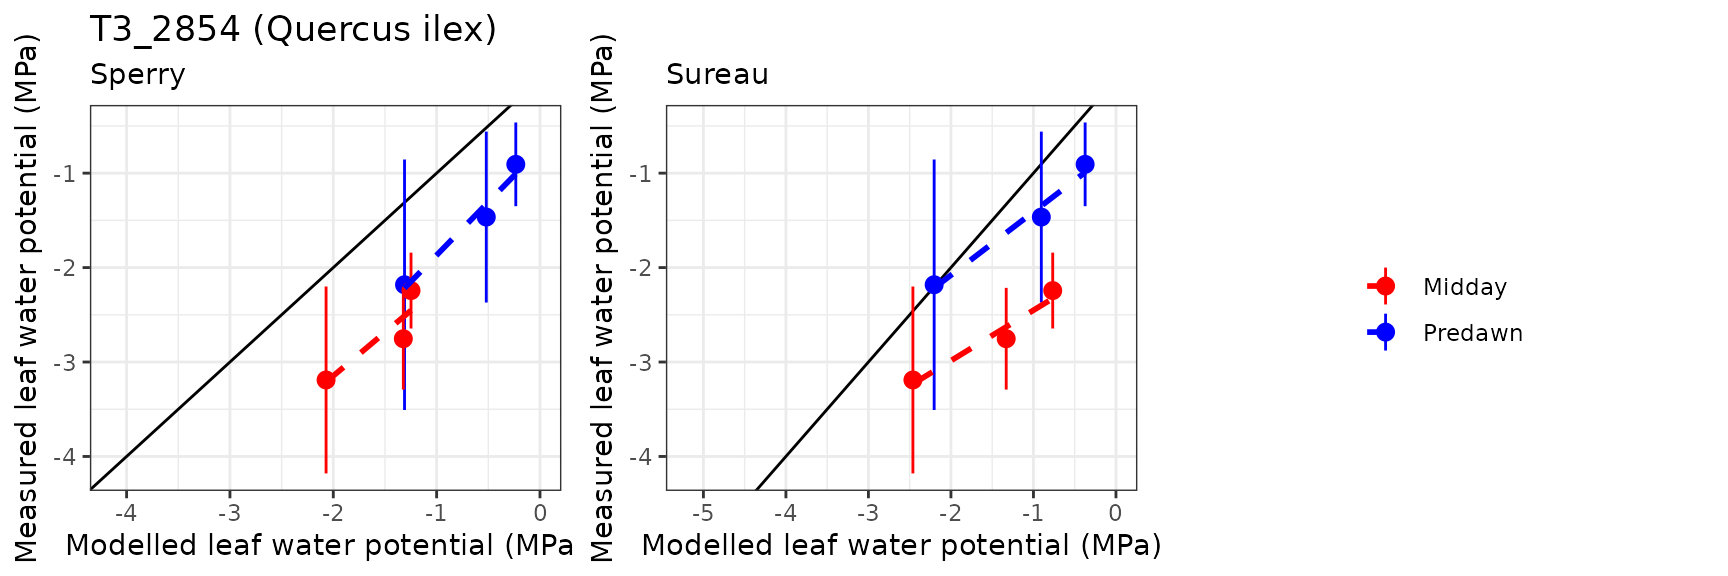 T3_2854 (Quercus ilex)
Sperry
Measured leaf water potential (MPa)
-1
-2
-3
-4
-4 -3 -2 -1 0
Modelled leaf water potential (MPa
Sureau
Measured leaf water potential (MPa)
-1
-2
-3
-4
-5 -4 -3 -2 -1 0
Modelled leaf water potential (MPa)
Midday
Predawn